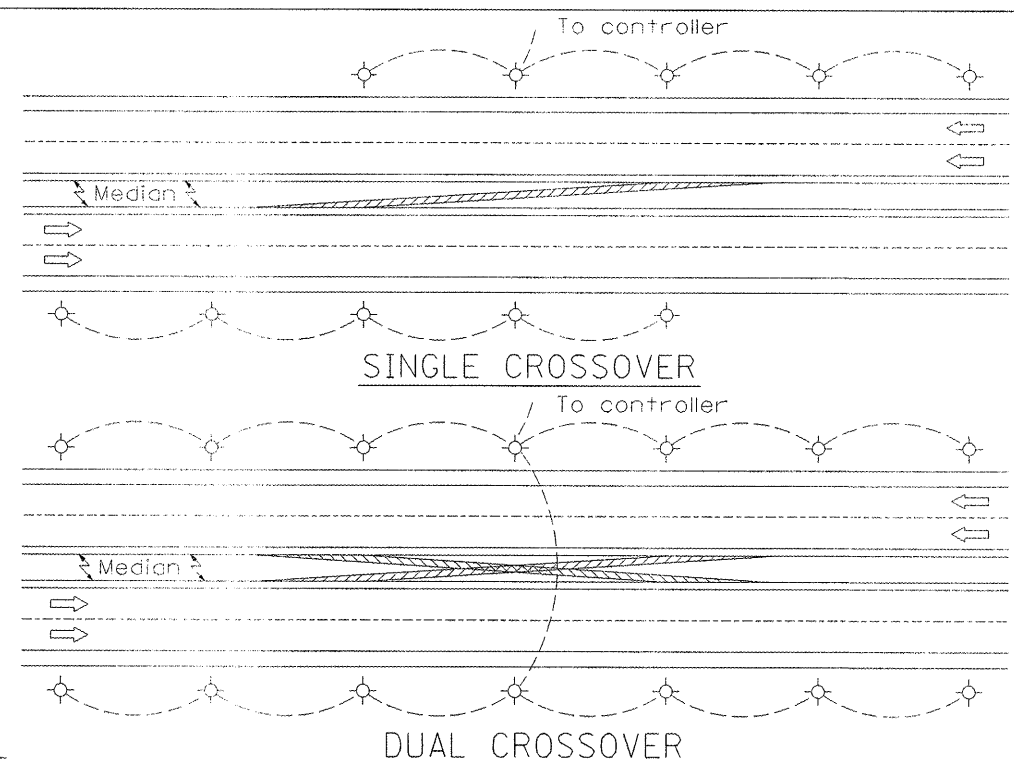 To controller
Median
SINGLE CROSSOVER
To controller
Median
DUAL CROSSOVER